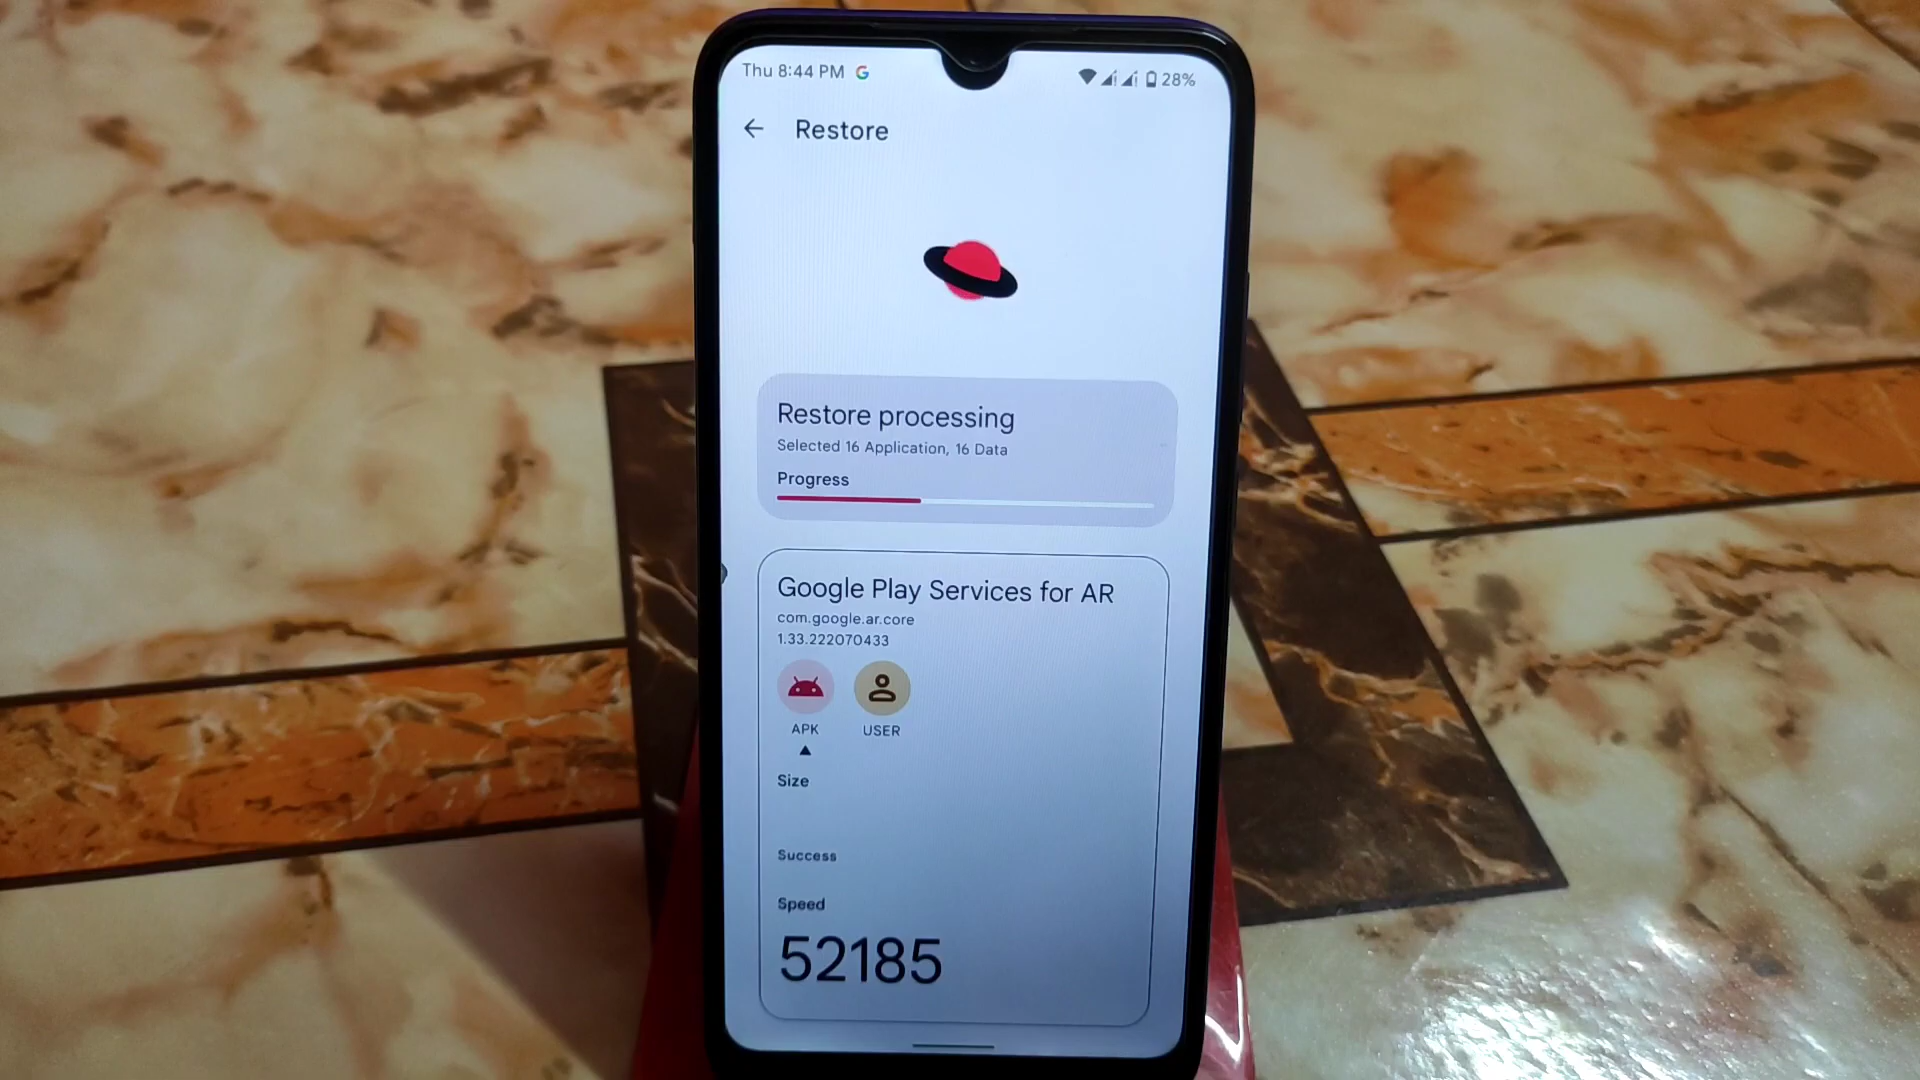 Thu 8:44 PM G
28%
Restore
Restore processing
Selected 16 Application, 16 Data
Progress
Google Play Services for AR
com.google.ar.core
1.33.222070433
APK USER
Size
Success
Speed
52185